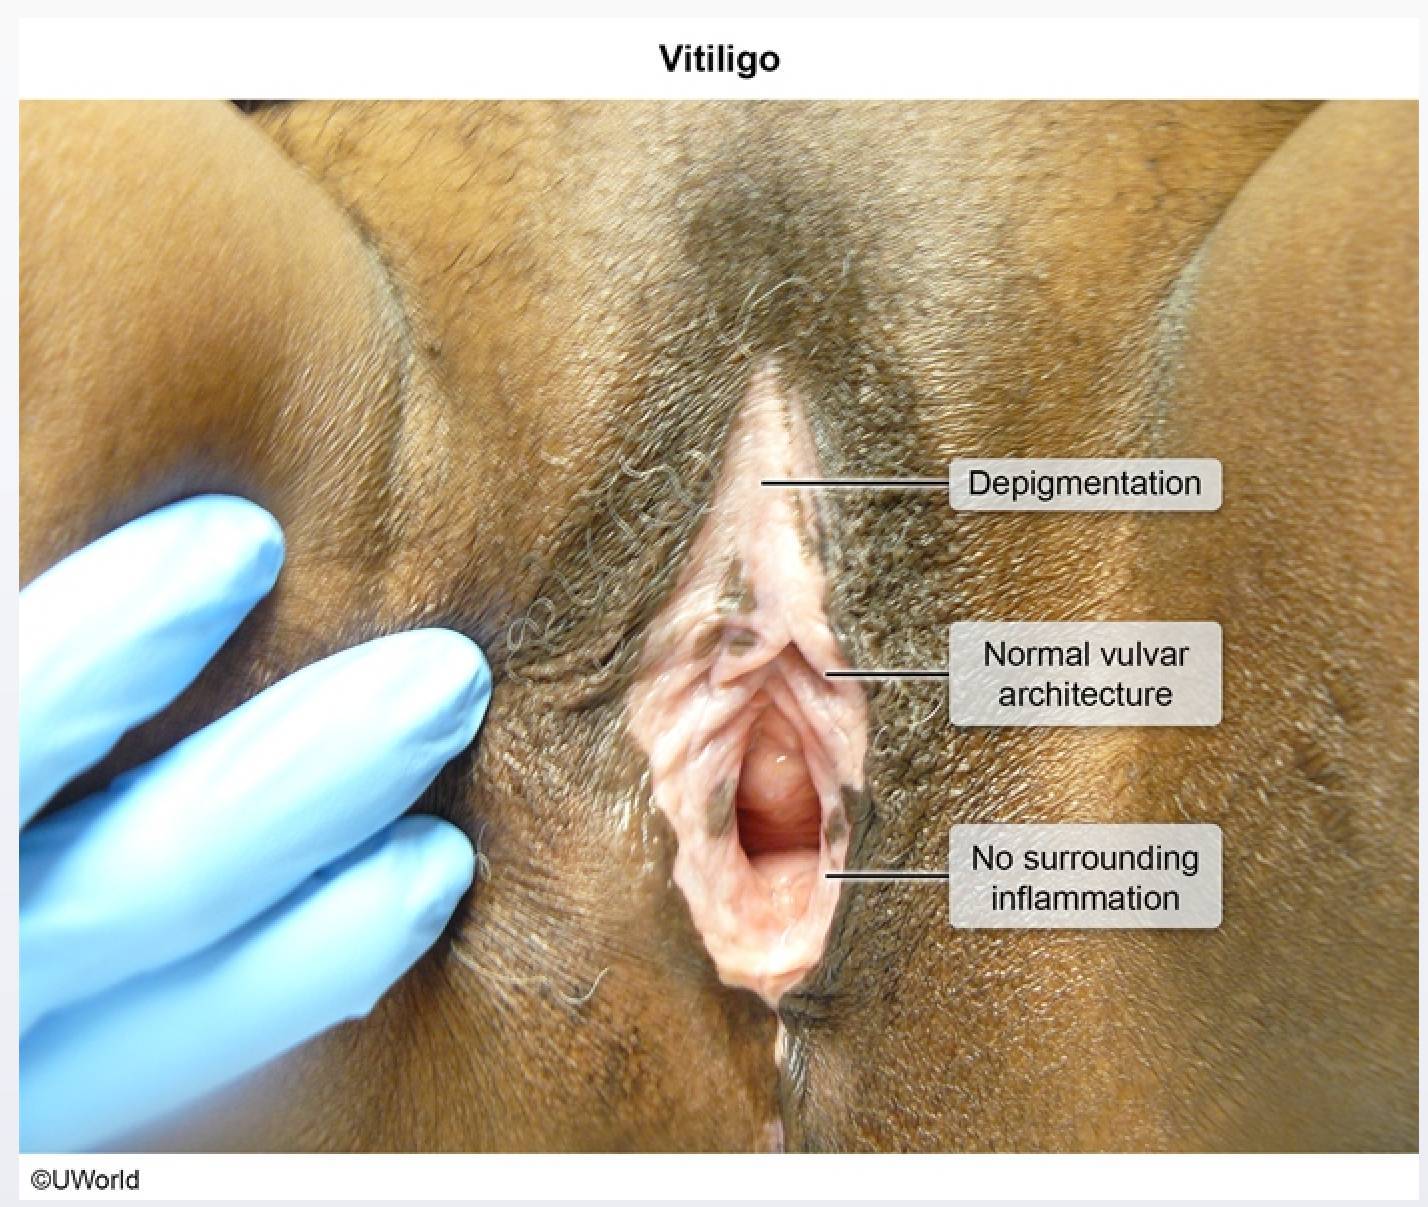 Vitiligo
Depigmentation
Normal vulvar
architecture
No surrounding
inflammation
©UWorld